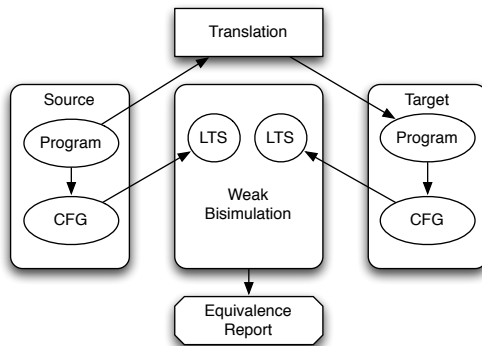 Translation
Source
Program
CFG
LTS
LTS
Weak
Bisimulation
Target
Program
CFG
Equivalence
Report